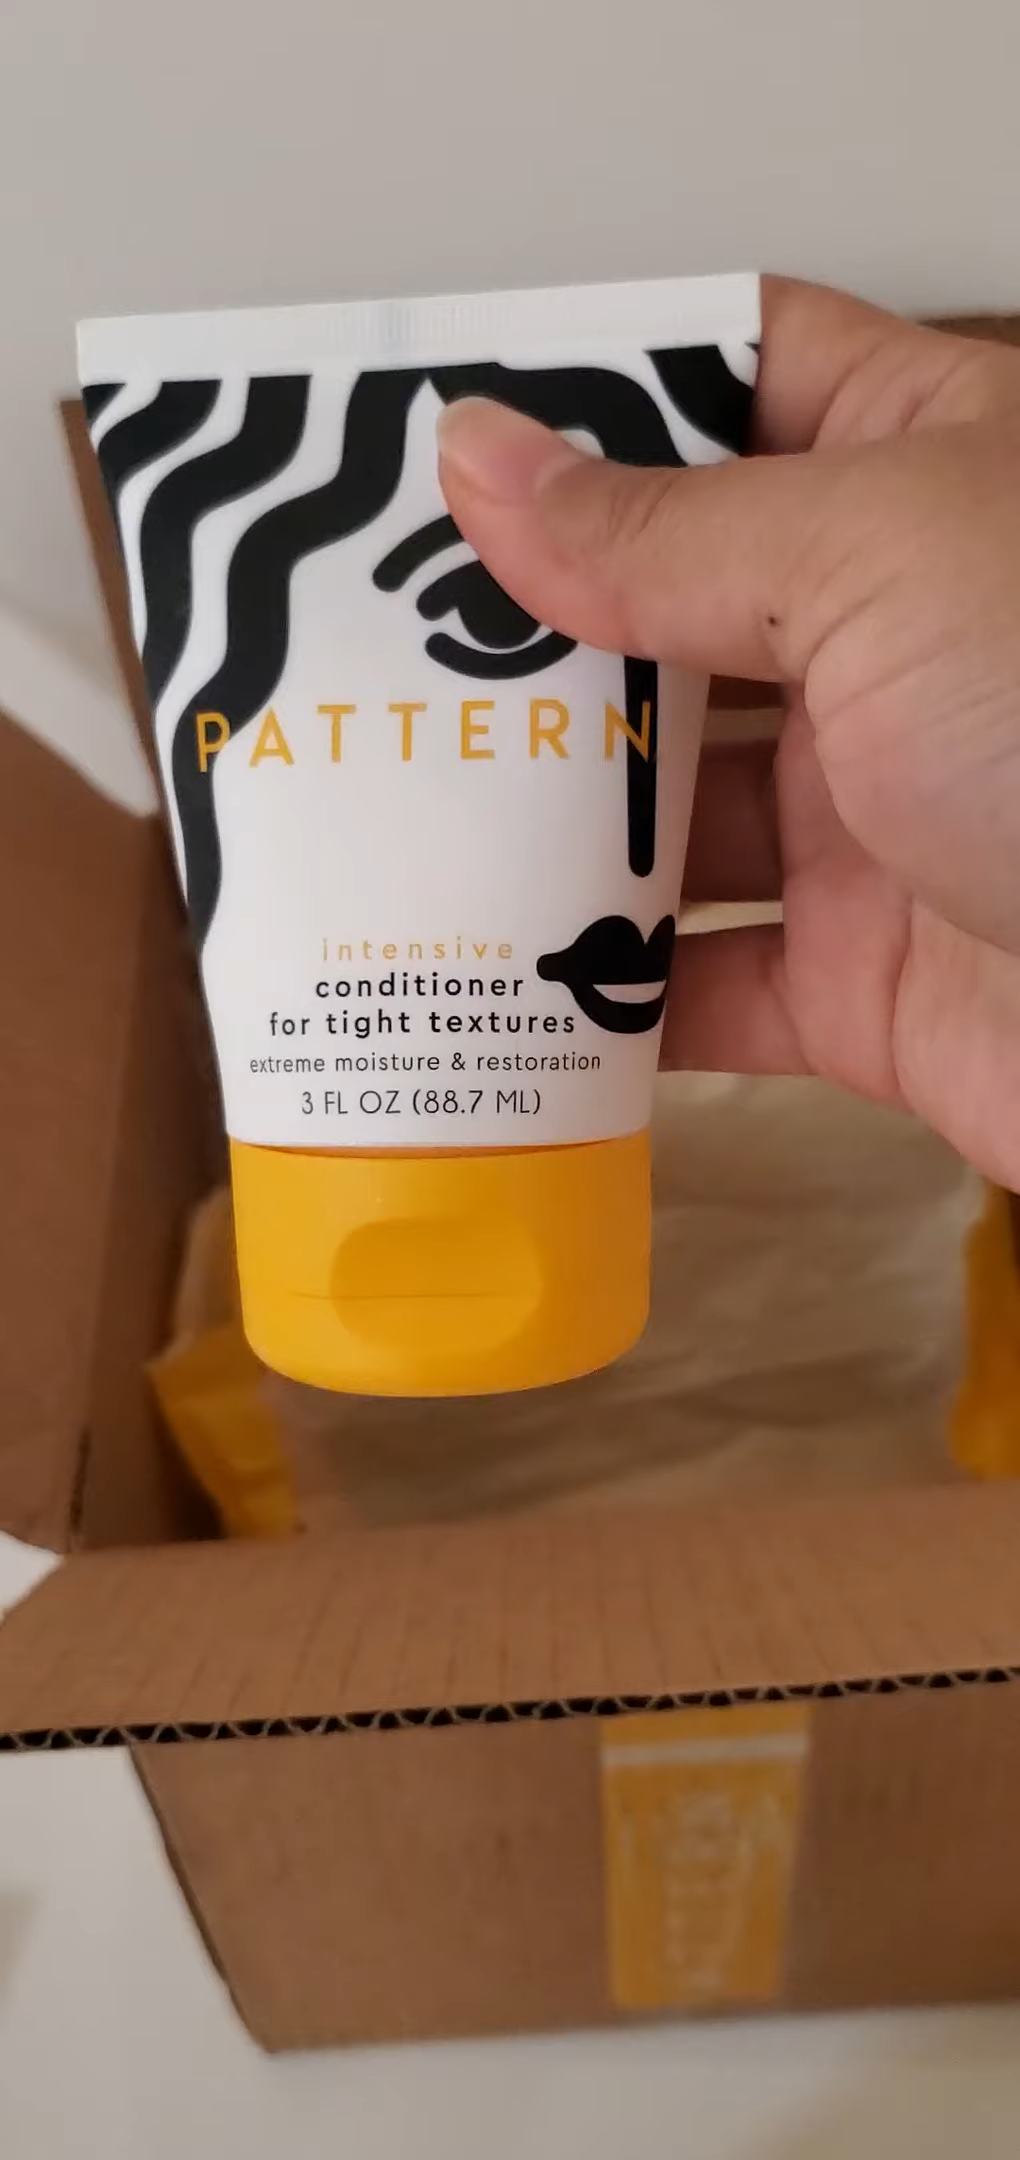 PATTERN
intensive
conditioner
for tight textures
extreme moisture & restoration
3 FL OZ (88.7 ML)